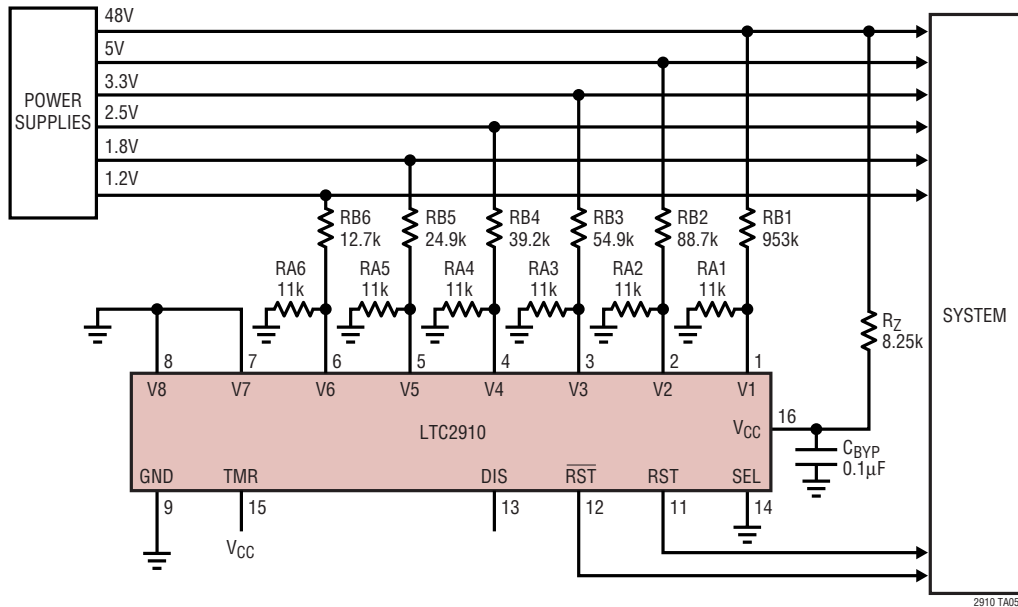 48V
5V
3.3V
2.5V
1.8V
1.2V
POWER
SUPPLIES
SYSTEM
RB6
12.7k
RB5
24.9k
RB4
39.2k
RB3
54.9k
RB2
88.7k
RB1
953k
RA6
11k
RA5
11k
RA4
11k
RA3
11k
RA2
11k
RA1
11k
RZ
8.25k
8
7
6
5
4
3
2
1
V8
V7
V6
V5
V4
V3
V2
V1
LTC2910
VCC
16
CBYP
0.1µF
GND
TMR
DIS
R̅S̅T̅
RST
SEL
9
15
13
12
11
14
VCC
2910 TA05